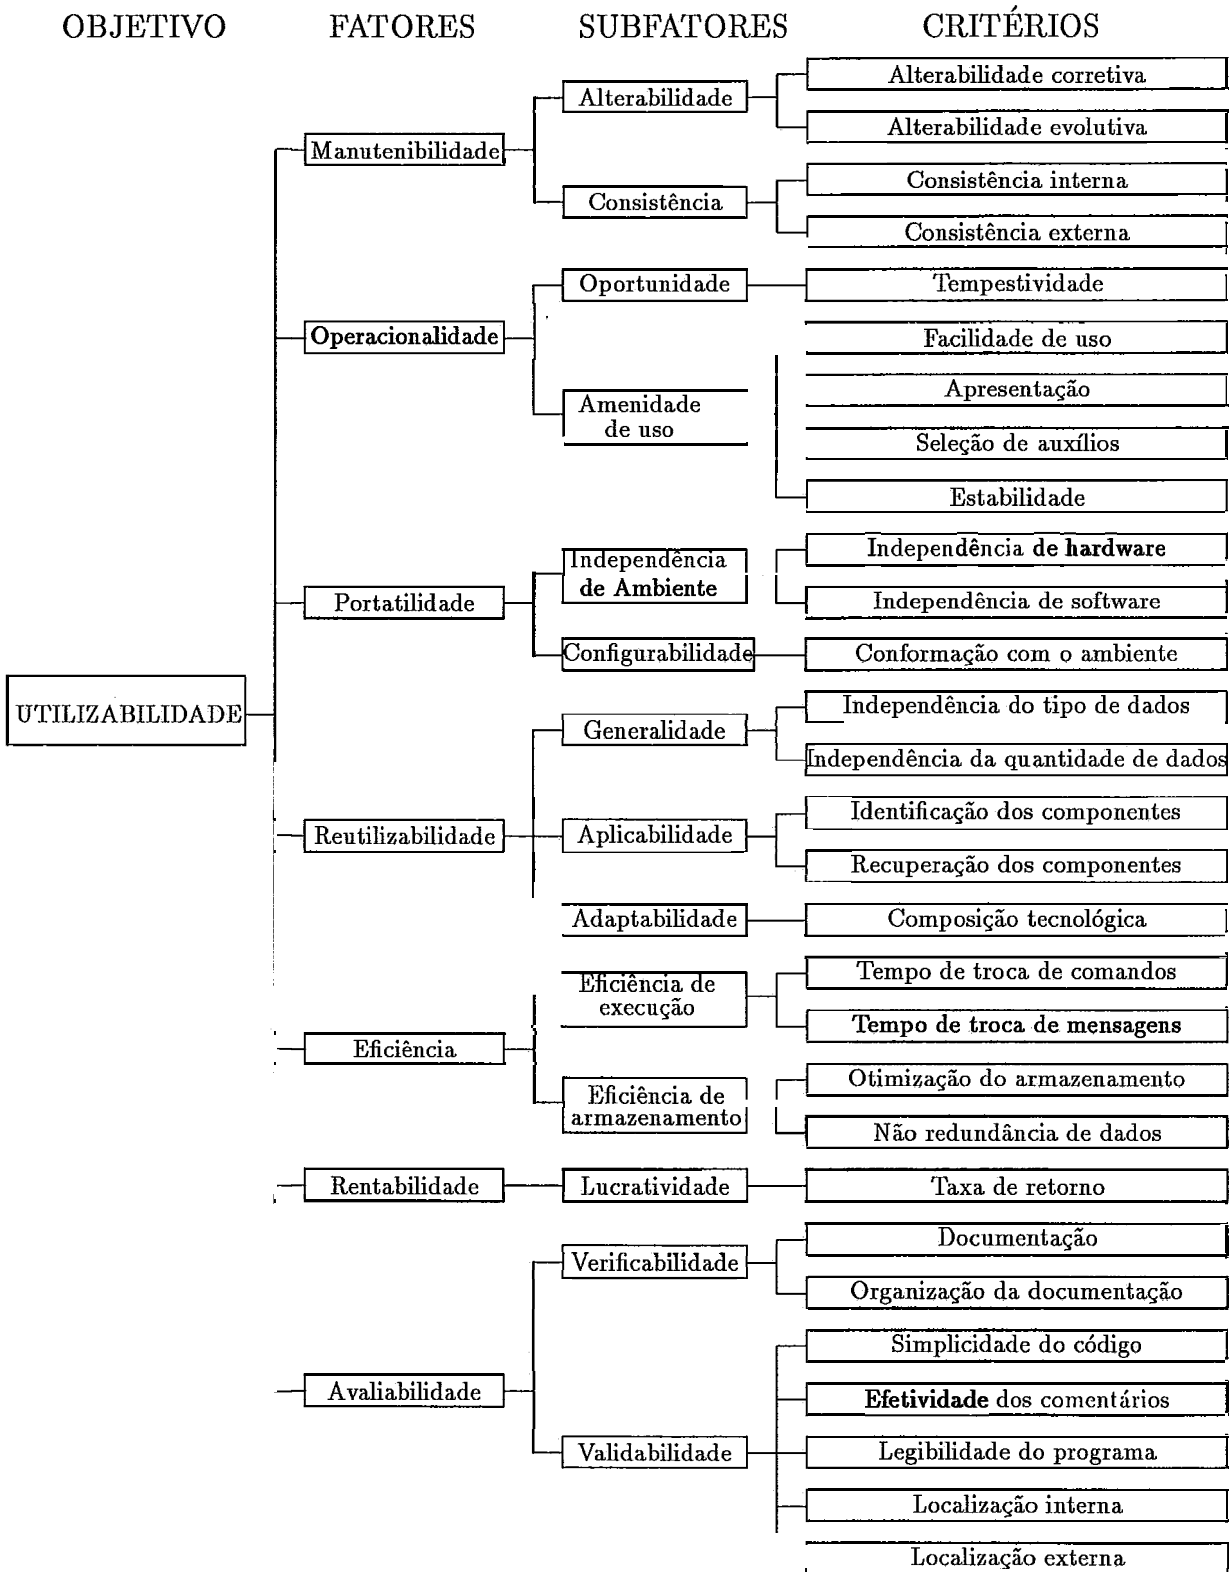 OBJETIVO FATORES SUBFATORES CRITÉRIOS
Alterabilidade corretiva
Alterabilidade
Alterabilidade evolutiva
Manutenibilidade
Consistência interna
Consistência
Consistência externa
Oportunidade
Tempestividade
Operacionalidade
Facilidade de uso
Apresentação
Amenidade
de uso
Seleção de auxílios
Estabilidade
Independência de hardware
Independência
de Ambiente
Portatilidade
Independência de software
Configurabilidade
Conformação com o ambiente
UTILIZABILIDADE
Independência do tipo de dados
Generalidade
Independência da quantidade de dados
Identificação dos componentes
Reutilizabilidade
Aplicabilidade
Recuperação dos componentes
Adaptabilidade
Composição tecnológica
Tempo de troca de comandos
Eficiência de
execução
Tempo de troca de mensagens
Eficiência
Otimização do armazenamento
Eficiência de
armazenamento
Não redundância de dados
Rentabilidade
Lucratividade
Taxa de retorno
Documentação
Verificabilidade
Organização da documentação
Simplicidade do código
Avaliabilidade
Efetividade dos comentários
Validabilidade
Legibilidade do programa
Localização interna
Localização externa